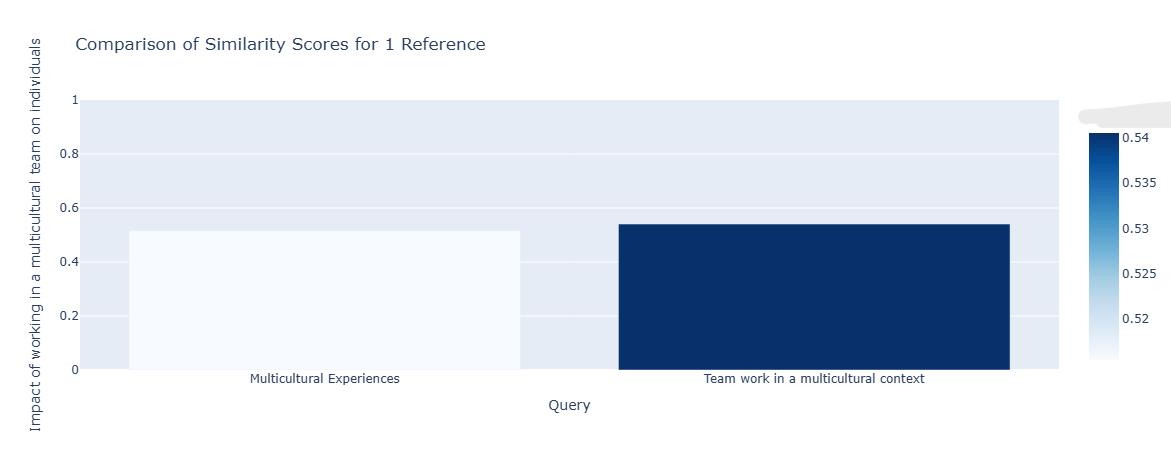 Comparison of Similarity Scores for 1 Reference
Impact of working in a multicultural team on individuals
1
0.8
0.6
0.4
0.2
0
Multicultural Experiences
Team work in a multicultural context
Query
0.54
0.535
0.53
0.525
0.52